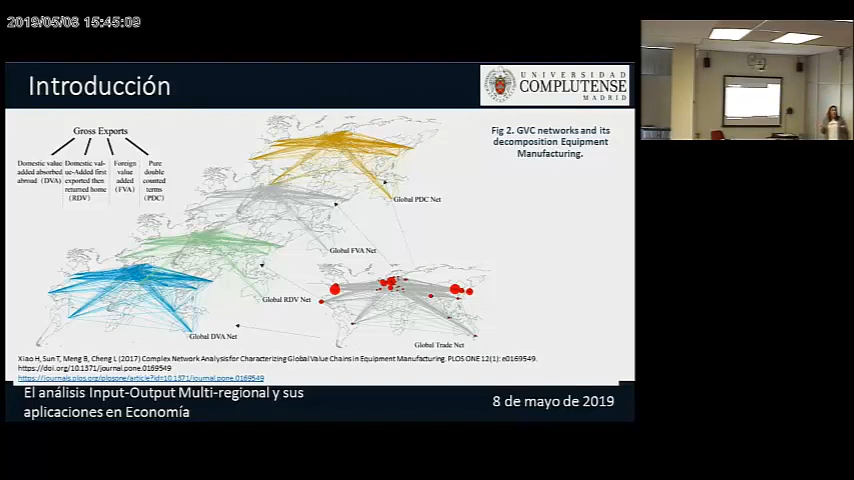 2019/05/08 15:45:09
Introducción
UNIVERSIDAD
COMPLUTENSE
MADRID
Fig 2. GVC networks and its
decomposition Equipment
Manufacturing.
Gross Exports
Domestic value
added absorbed
abroad (DVA)
Domestic val-
ue-Added first
exported then
returned home
(RDV)
Foreign
value
added
(FVA)
Pure
double
counted
terms
(PDC)
Global PDC Net
Global FVA Net
Global RDV Net
Global DVA Net
Global Trade Net
Xiao H, Sun T, Meng B, Cheng L (2017) Complex Network Analysis for Characterizing Global Value Chains in Equipment Manufacturing. PLOS ONE 12(1): e0169549.
https://doi.org/10.1371/journal.pone.0169549
https://journals.plos.org/plosone/article?id=10.1371/journal.pone.0169549
El análisis Input-Output Multi-regional y sus
aplicaciones en Economía
8 de mayo de 2019